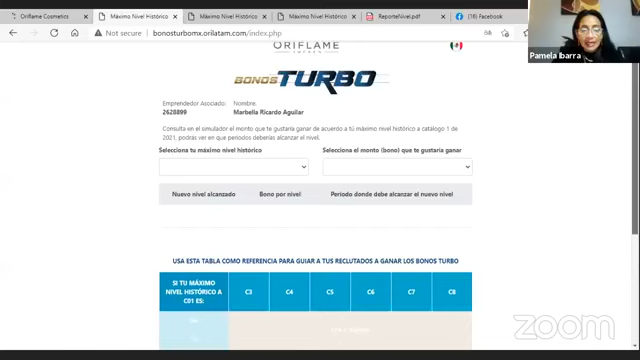 Oriflame Cosmetics
Máximo Nivel Histórico
Máximo Nivel Histórico
Máximo Nivel Histórico
ReporteNivel.pdf
(16) Facebook
Not secure | bonosturbomx.orilatam.com/index.php
Pamela Ibarra
ORIFLAME
SWEDEN
BONOS TURBO
Emprendedor Asociado:
Nombre:
2628899
Marbella Ricardo Aguilar
Consulta en el simulador el monto que te gustaría ganar de acuerdo a tú máximo nivel histórico a catálogo 1 de
2021, podrás ver en que periodos deberías alcanzar el nivel.
Selecciona tu máximo nivel histórico
Selecciona el monto (bono) que te gustaría ganar
Nuevo nivel alcanzado
Bono por nivel
Periodo donde debe alcanzar el nuevo nivel
USA ESTA TABLA COMO REFERENCIA PARA GUIAR A TUS RECLUTADOS A GANAR LOS BONOS TURBO
SI TU MÁXIMO
NIVEL HISTÓRICO A
C01 ES:
C3
C4
C5
C6
C7
C8
zoom